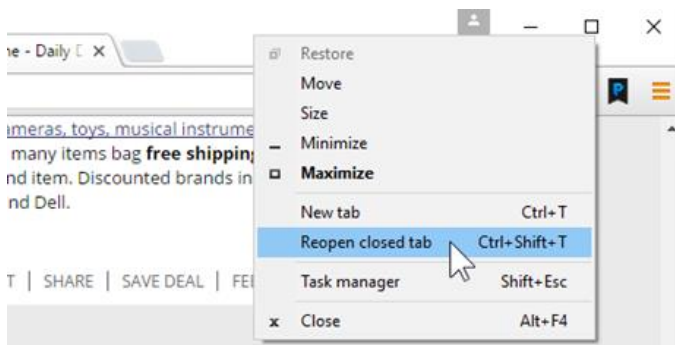 ne - Daily D
Restore
Move
Size
Minimize
Maximize
New tab Ctrl+T
Reopen closed tab Ctrl+Shift+T
Task manager Shift+Esc
Close Alt+F4
ameras, toys, musical instrume
many items bag free shipping
nd item. Discounted brands in
nd Dell.
T | SHARE | SAVE DEAL | FEE
P